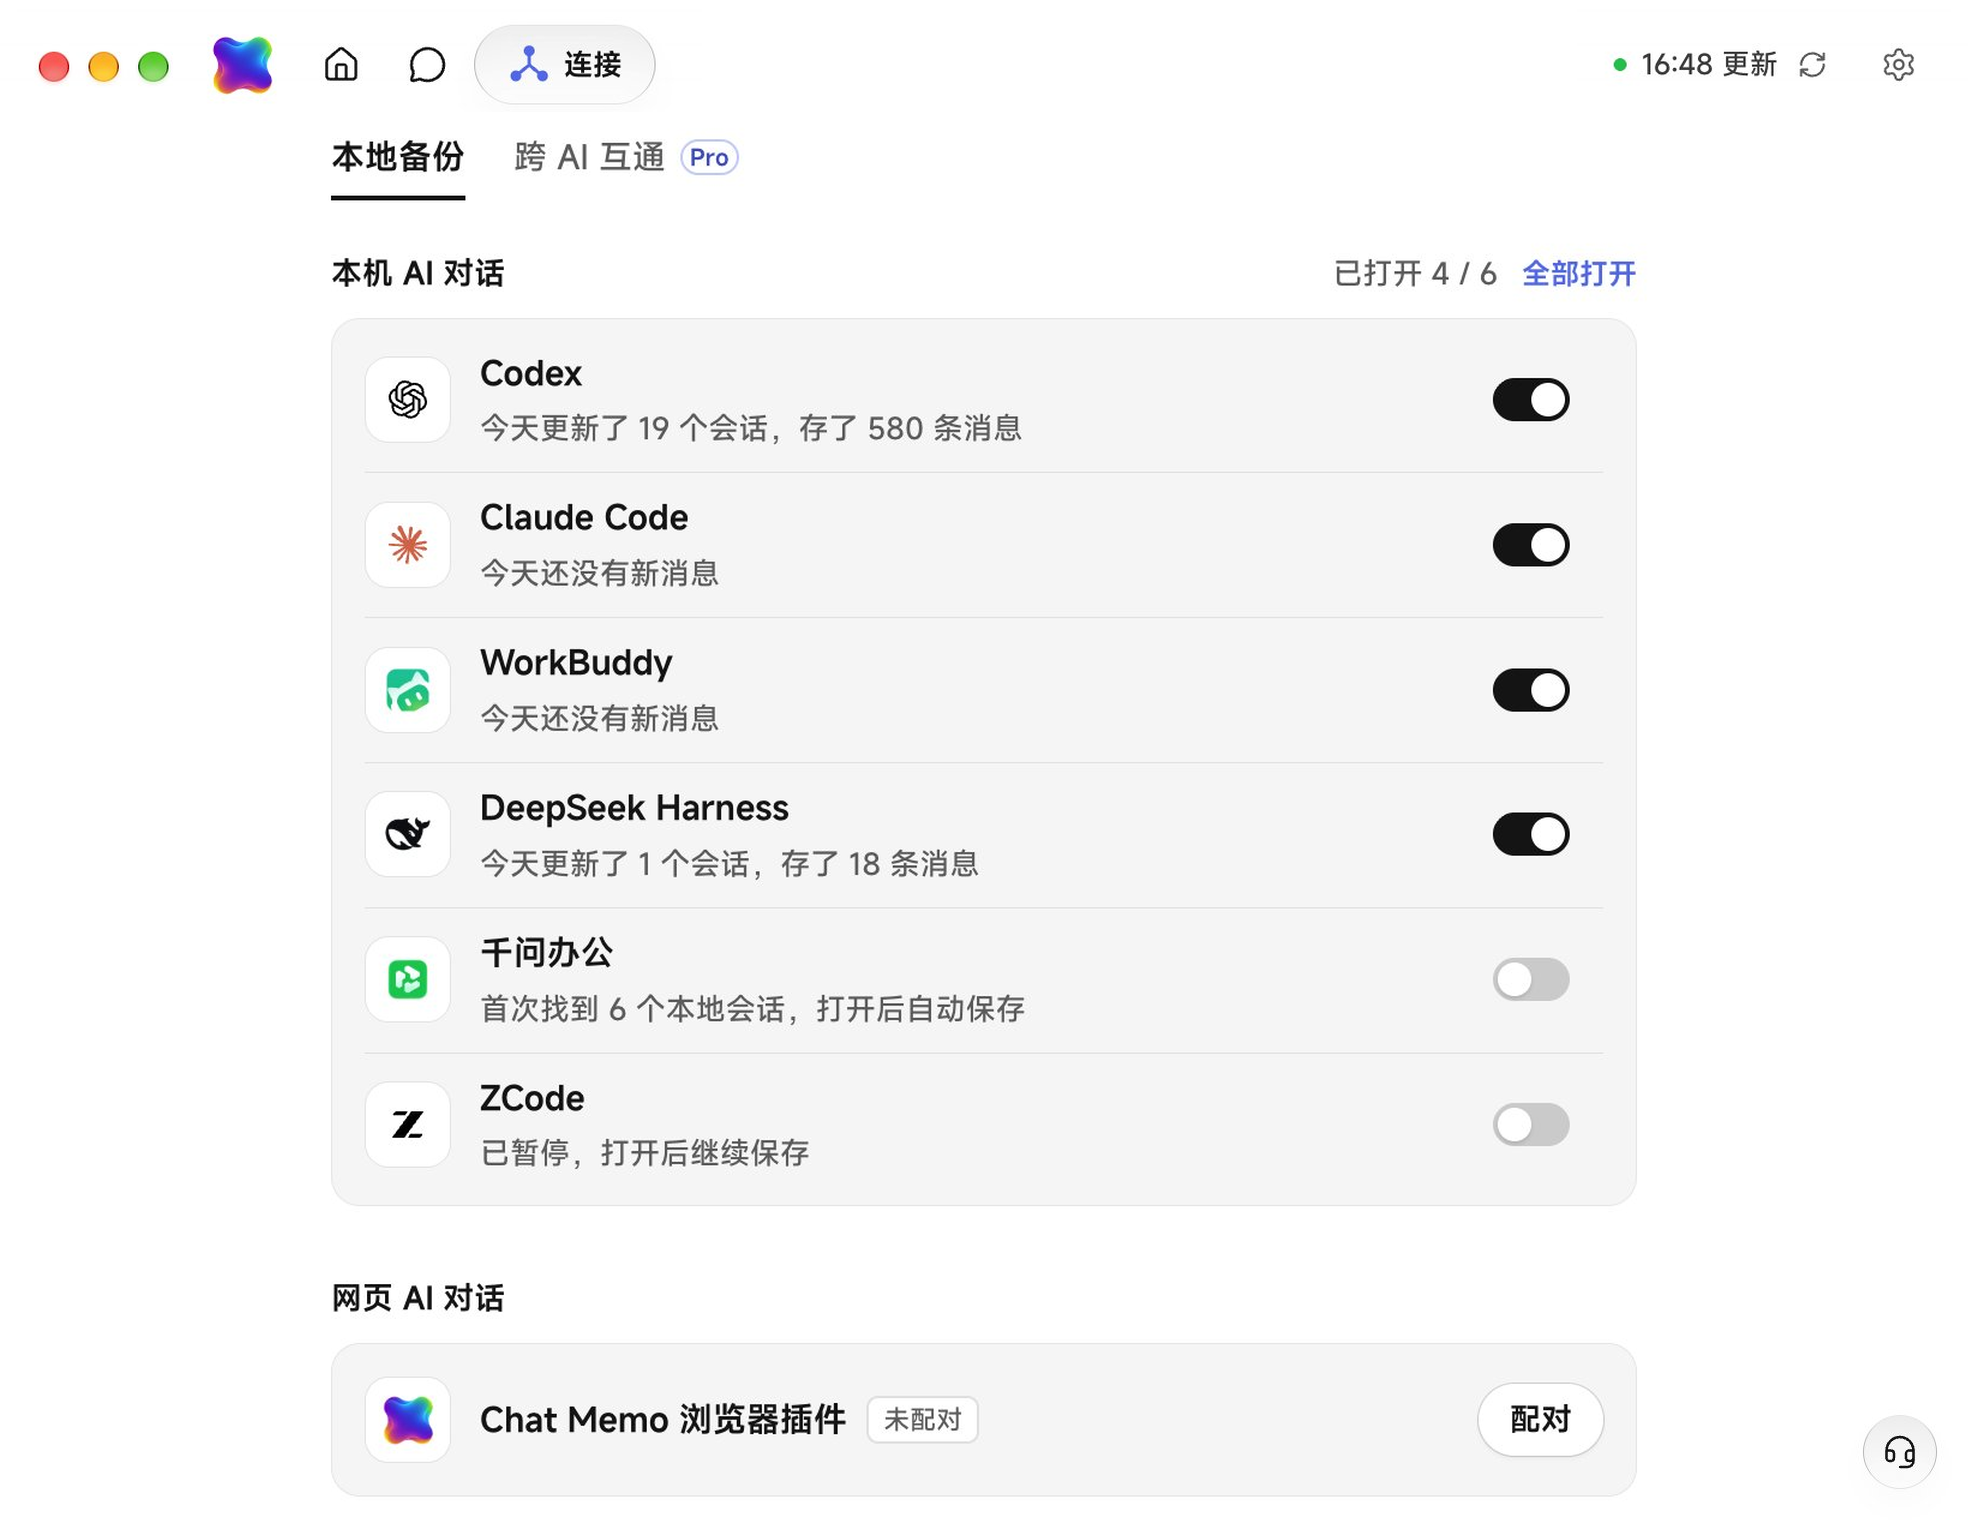 连接
16:48 更新
本地备份
跨 AI 互通 Pro
本机 AI 对话
已打开 4 / 6 全部打开
Codex
今天更新了 19 个会话，存了 580 条消息
Claude Code
今天还没有新消息
WorkBuddy
今天还没有新消息
DeepSeek Harness
今天更新了 1 个会话，存了 18 条消息
千问办公
首次找到 6 个本地会话，打开后自动保存
ZCode
已暂停，打开后继续保存
网页 AI 对话
Chat Memo 浏览器插件 未配对
配对